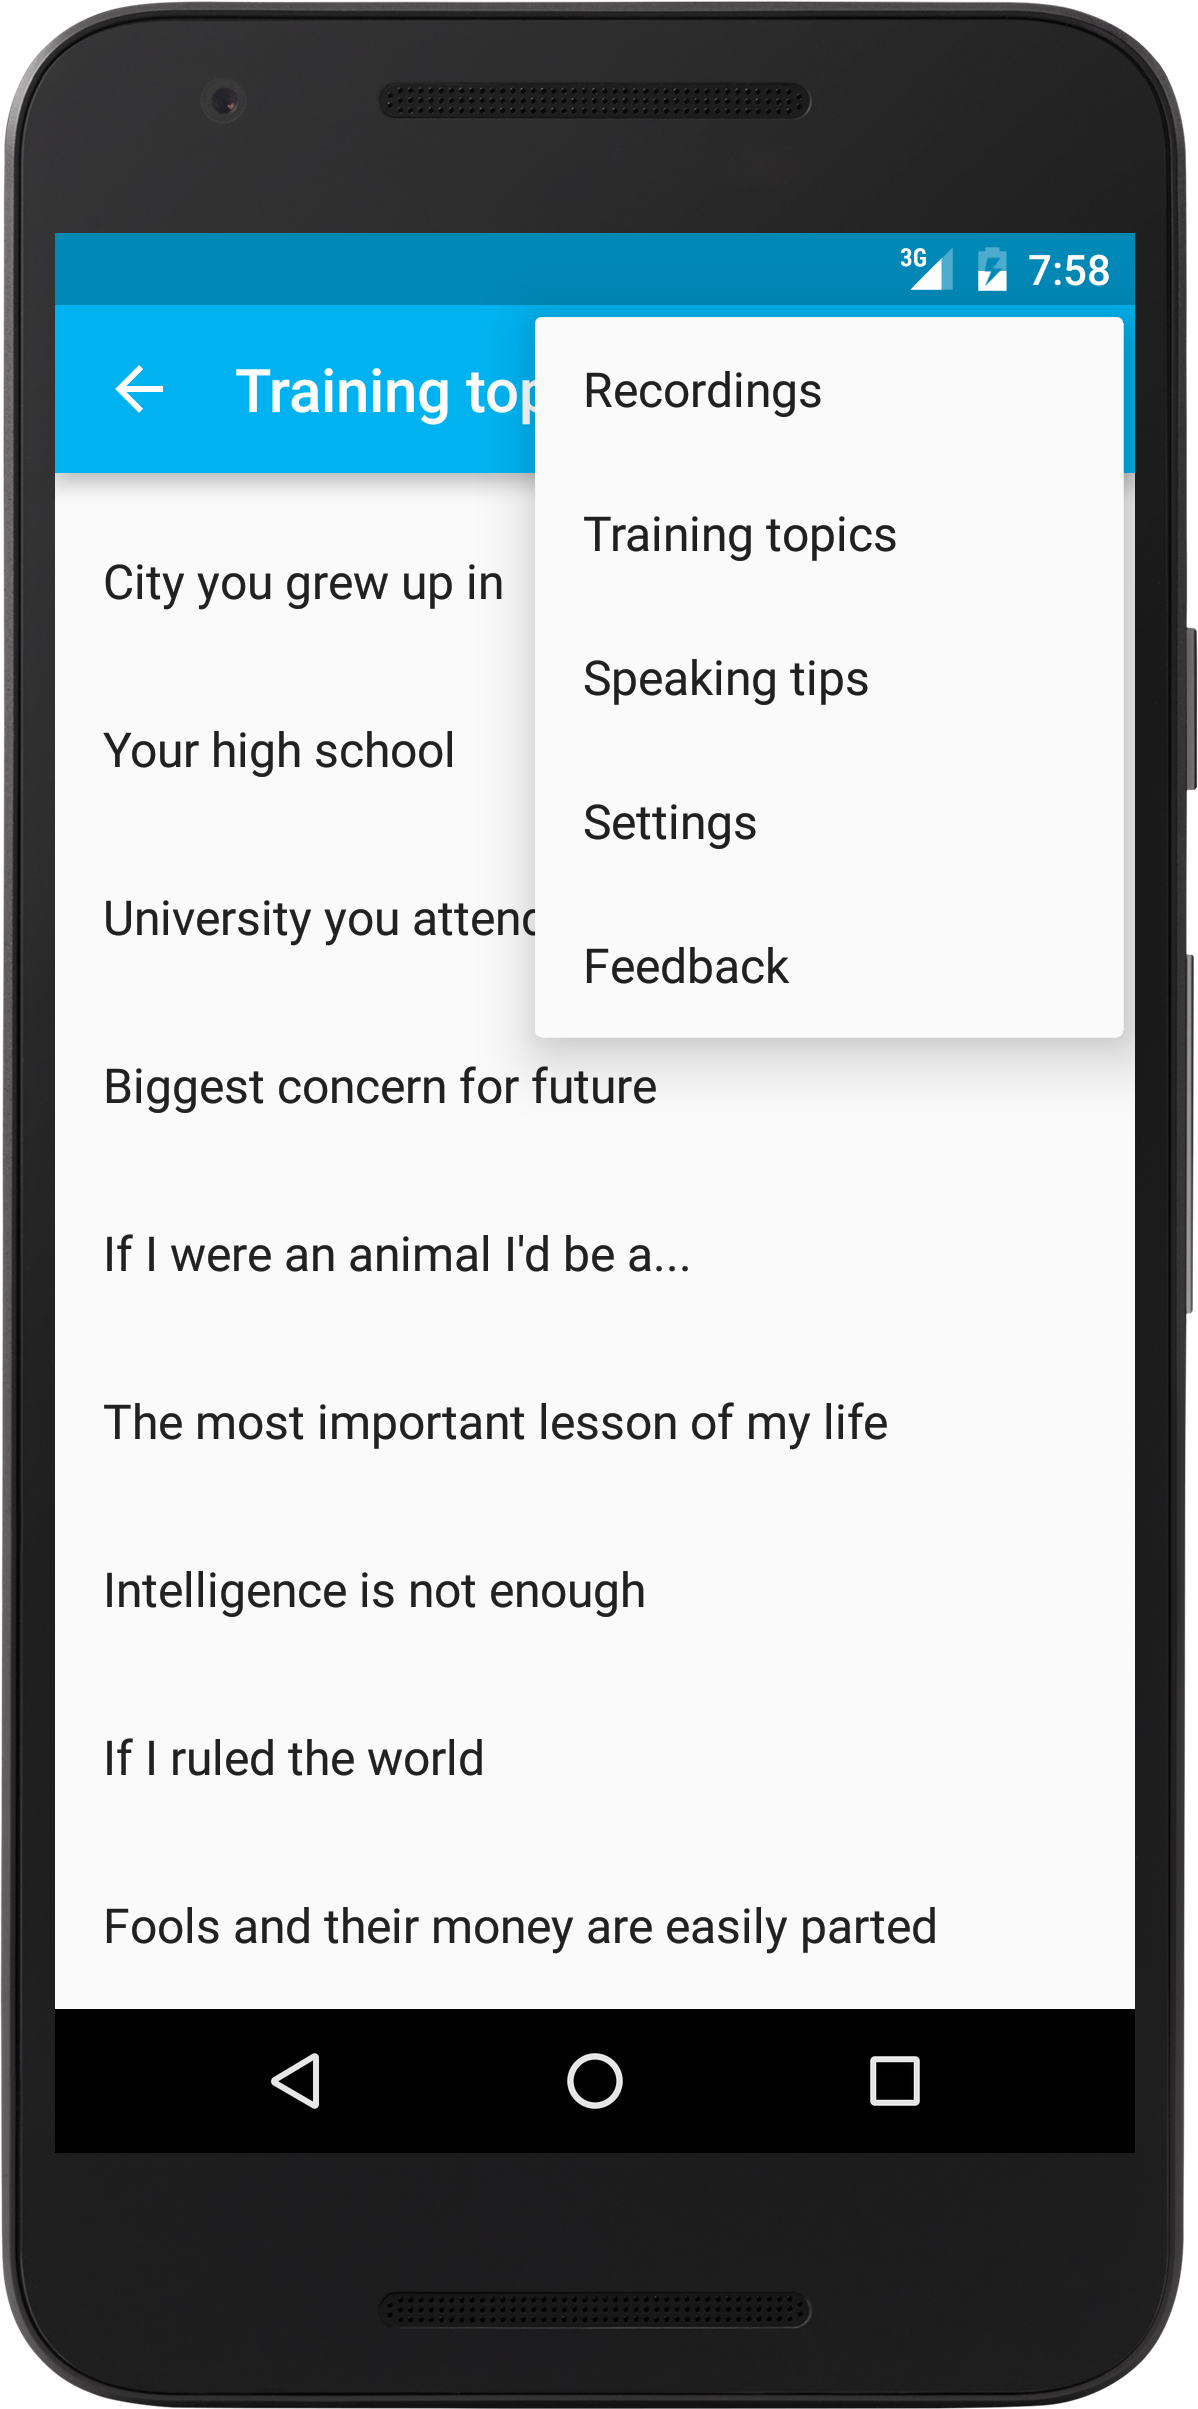 3G 7:58
Training top
Recordings
Training topics
Speaking tips
Settings
Feedback
City you grew up in
Your high school
University you attend
Biggest concern for future
If I were an animal I'd be a...
The most important lesson of my life
Intelligence is not enough
If I ruled the world
Fools and their money are easily parted